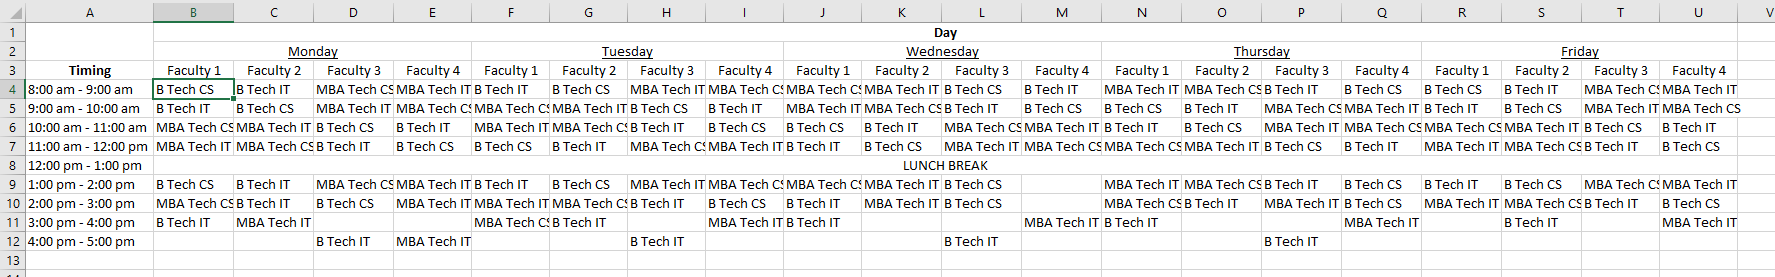 A B C D E F G H I J K L M N O P Q R S T U V
1 Day
2 Monday Tuesday Wednesday Thursday Friday
3 Timing Faculty 1 Faculty 2 Faculty 3 Faculty 4 Faculty 1 Faculty 2 Faculty 3 Faculty 4 Faculty 1 Faculty 2 Faculty 3 Faculty 4 Faculty 1 Faculty 2 Faculty 3 Faculty 4 Faculty 1 Faculty 2 Faculty 3 Faculty 4
4 8:00 am - 9:00 am B Tech CS B Tech IT MBA Tech CS MBA Tech IT B Tech IT B Tech CS MBA Tech IT MBA Tech CS MBA Tech CS MBA Tech IT B Tech CS B Tech IT MBA Tech IT MBA Tech CS B Tech IT B Tech CS B Tech CS B Tech IT MBA Tech CS MBA Tech IT
5 9:00 am - 10:00 am B Tech IT B Tech CS MBA Tech IT MBA Tech CS MBA Tech CS MBA Tech IT B Tech CS B Tech IT MBA Tech IT MBA Tech CS B Tech IT B Tech CS B Tech CS B Tech IT MBA Tech CS MBA Tech IT B Tech IT B Tech CS MBA Tech IT MBA Tech CS
6 10:00 am - 11:00 am MBA Tech CS MBA Tech IT B Tech CS B Tech IT MBA Tech IT MBA Tech CS B Tech IT B Tech CS B Tech CS B Tech IT MBA Tech CS MBA Tech IT B Tech IT B Tech CS MBA Tech IT MBA Tech CS MBA Tech CS MBA Tech IT B Tech CS B Tech IT
7 11:00 am - 12:00 pm MBA Tech IT MBA Tech CS B Tech IT B Tech CS B Tech CS B Tech IT MBA Tech CS MBA Tech IT B Tech IT B Tech CS MBA Tech IT MBA Tech CS MBA Tech CS MBA Tech IT B Tech CS B Tech IT MBA Tech IT MBA Tech CS B Tech IT B Tech CS
8 12:00 pm - 1:00 pm LUNCH BREAK
9 1:00 pm - 2:00 pm B Tech CS B Tech IT MBA Tech CS MBA Tech IT B Tech IT B Tech CS MBA Tech IT MBA Tech CS MBA Tech CS MBA Tech IT B Tech CS MBA Tech IT MBA Tech CS B Tech IT B Tech CS B Tech IT B Tech CS MBA Tech CS MBA Tech IT
10 2:00 pm - 3:00 pm MBA Tech CS B Tech IT B Tech CS MBA Tech IT MBA Tech IT MBA Tech CS B Tech IT B Tech CS B Tech IT MBA Tech IT B Tech CS MBA Tech CS B Tech IT MBA Tech IT B Tech CS MBA Tech IT MBA Tech CS B Tech IT B Tech CS
11 3:00 pm - 4:00 pm B Tech IT MBA Tech IT MBA Tech CS B Tech IT MBA Tech IT B Tech IT MBA Tech IT B Tech IT MBA Tech IT B Tech IT MBA Tech IT
12 4:00 pm - 5:00 pm B Tech IT MBA Tech IT B Tech IT B Tech IT B Tech IT
13